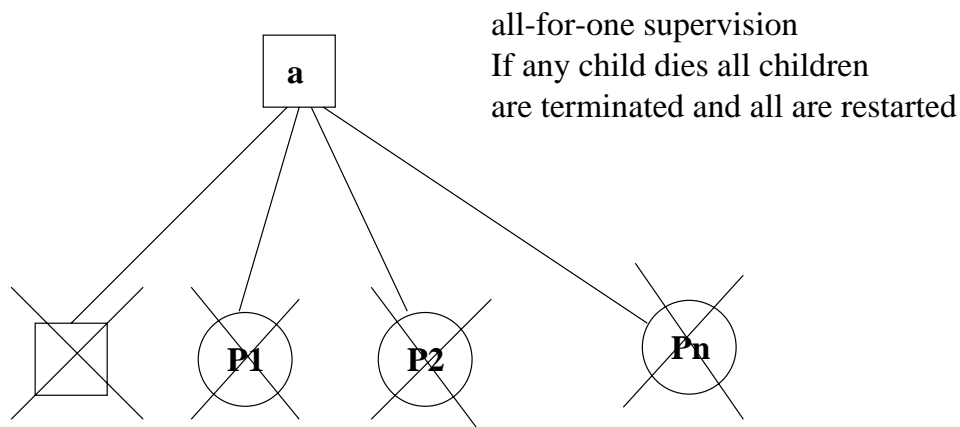 all-for-one supervision
If any child dies all children
are terminated and all are restarted
a
P1
P2
Pn